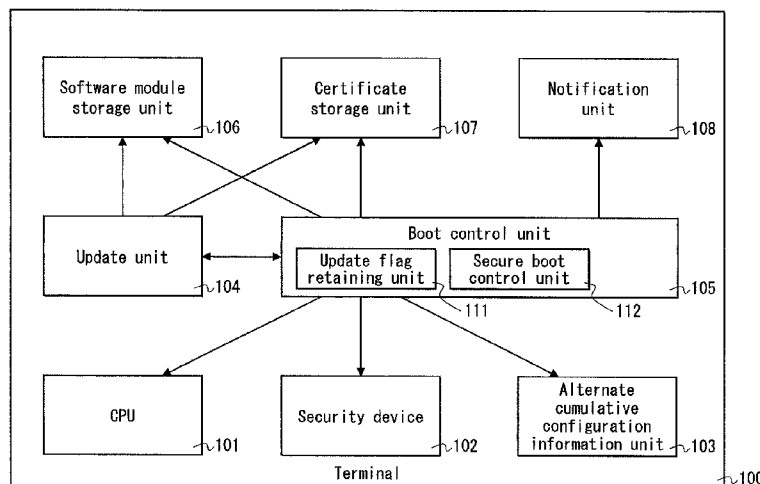 Software module
storage unit
106
Certificate
storage unit
107
Notification
unit
108
Update unit
104
Boot control unit
Update flag
retaining unit
111
Secure boot
control unit
112
105
CPU
101
Security device
102
Alternate
cumulative
configuration
information unit
103
Terminal
100